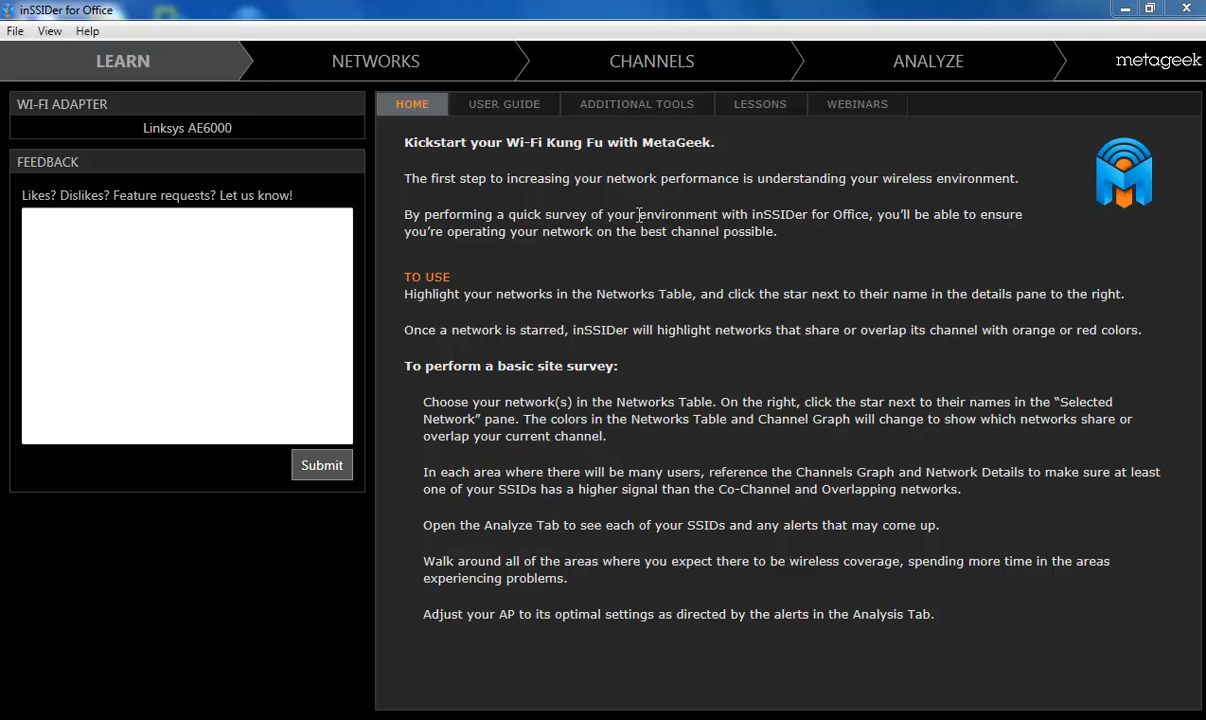 inSSIDer for Office
File View Help
LEARN NETWORKS CHANNELS ANALYZE metageek
WI-FI ADAPTER
Linksys AE6000
FEEDBACK
Likes? Dislikes? Feature requests? Let us know!
Submit
HOME USER GUIDE ADDITIONAL TOOLS LESSONS WEBINARS
Kickstart your Wi-Fi Kung Fu with MetaGeek.
The first step to increasing your network performance is understanding your wireless environment.
By performing a quick survey of your environment with inSSIDer for Office, you’ll be able to ensure
you’re operating your network on the best channel possible.
TO USE
Highlight your networks in the Networks Table, and click the star next to their name in the details pane to the right.
Once a network is starred, inSSIDer will highlight networks that share or overlap its channel with orange or red colors.
To perform a basic site survey:
Choose your network(s) in the Networks Table. On the right, click the star next to their names in the “Selected
Network” pane. The colors in the Networks Table and Channel Graph will change to show which networks share or
overlap your current channel.
In each area where there will be many users, reference the Channels Graph and Network Details to make sure at least
one of your SSIDs has a higher signal than the Co-Channel and Overlapping networks.
Open the Analyze Tab to see each of your SSIDs and any alerts that may come up.
Walk around all of the areas where you expect there to be wireless coverage, spending more time in the areas
experiencing problems.
Adjust your AP to its optimal settings as directed by the alerts in the Analysis Tab.